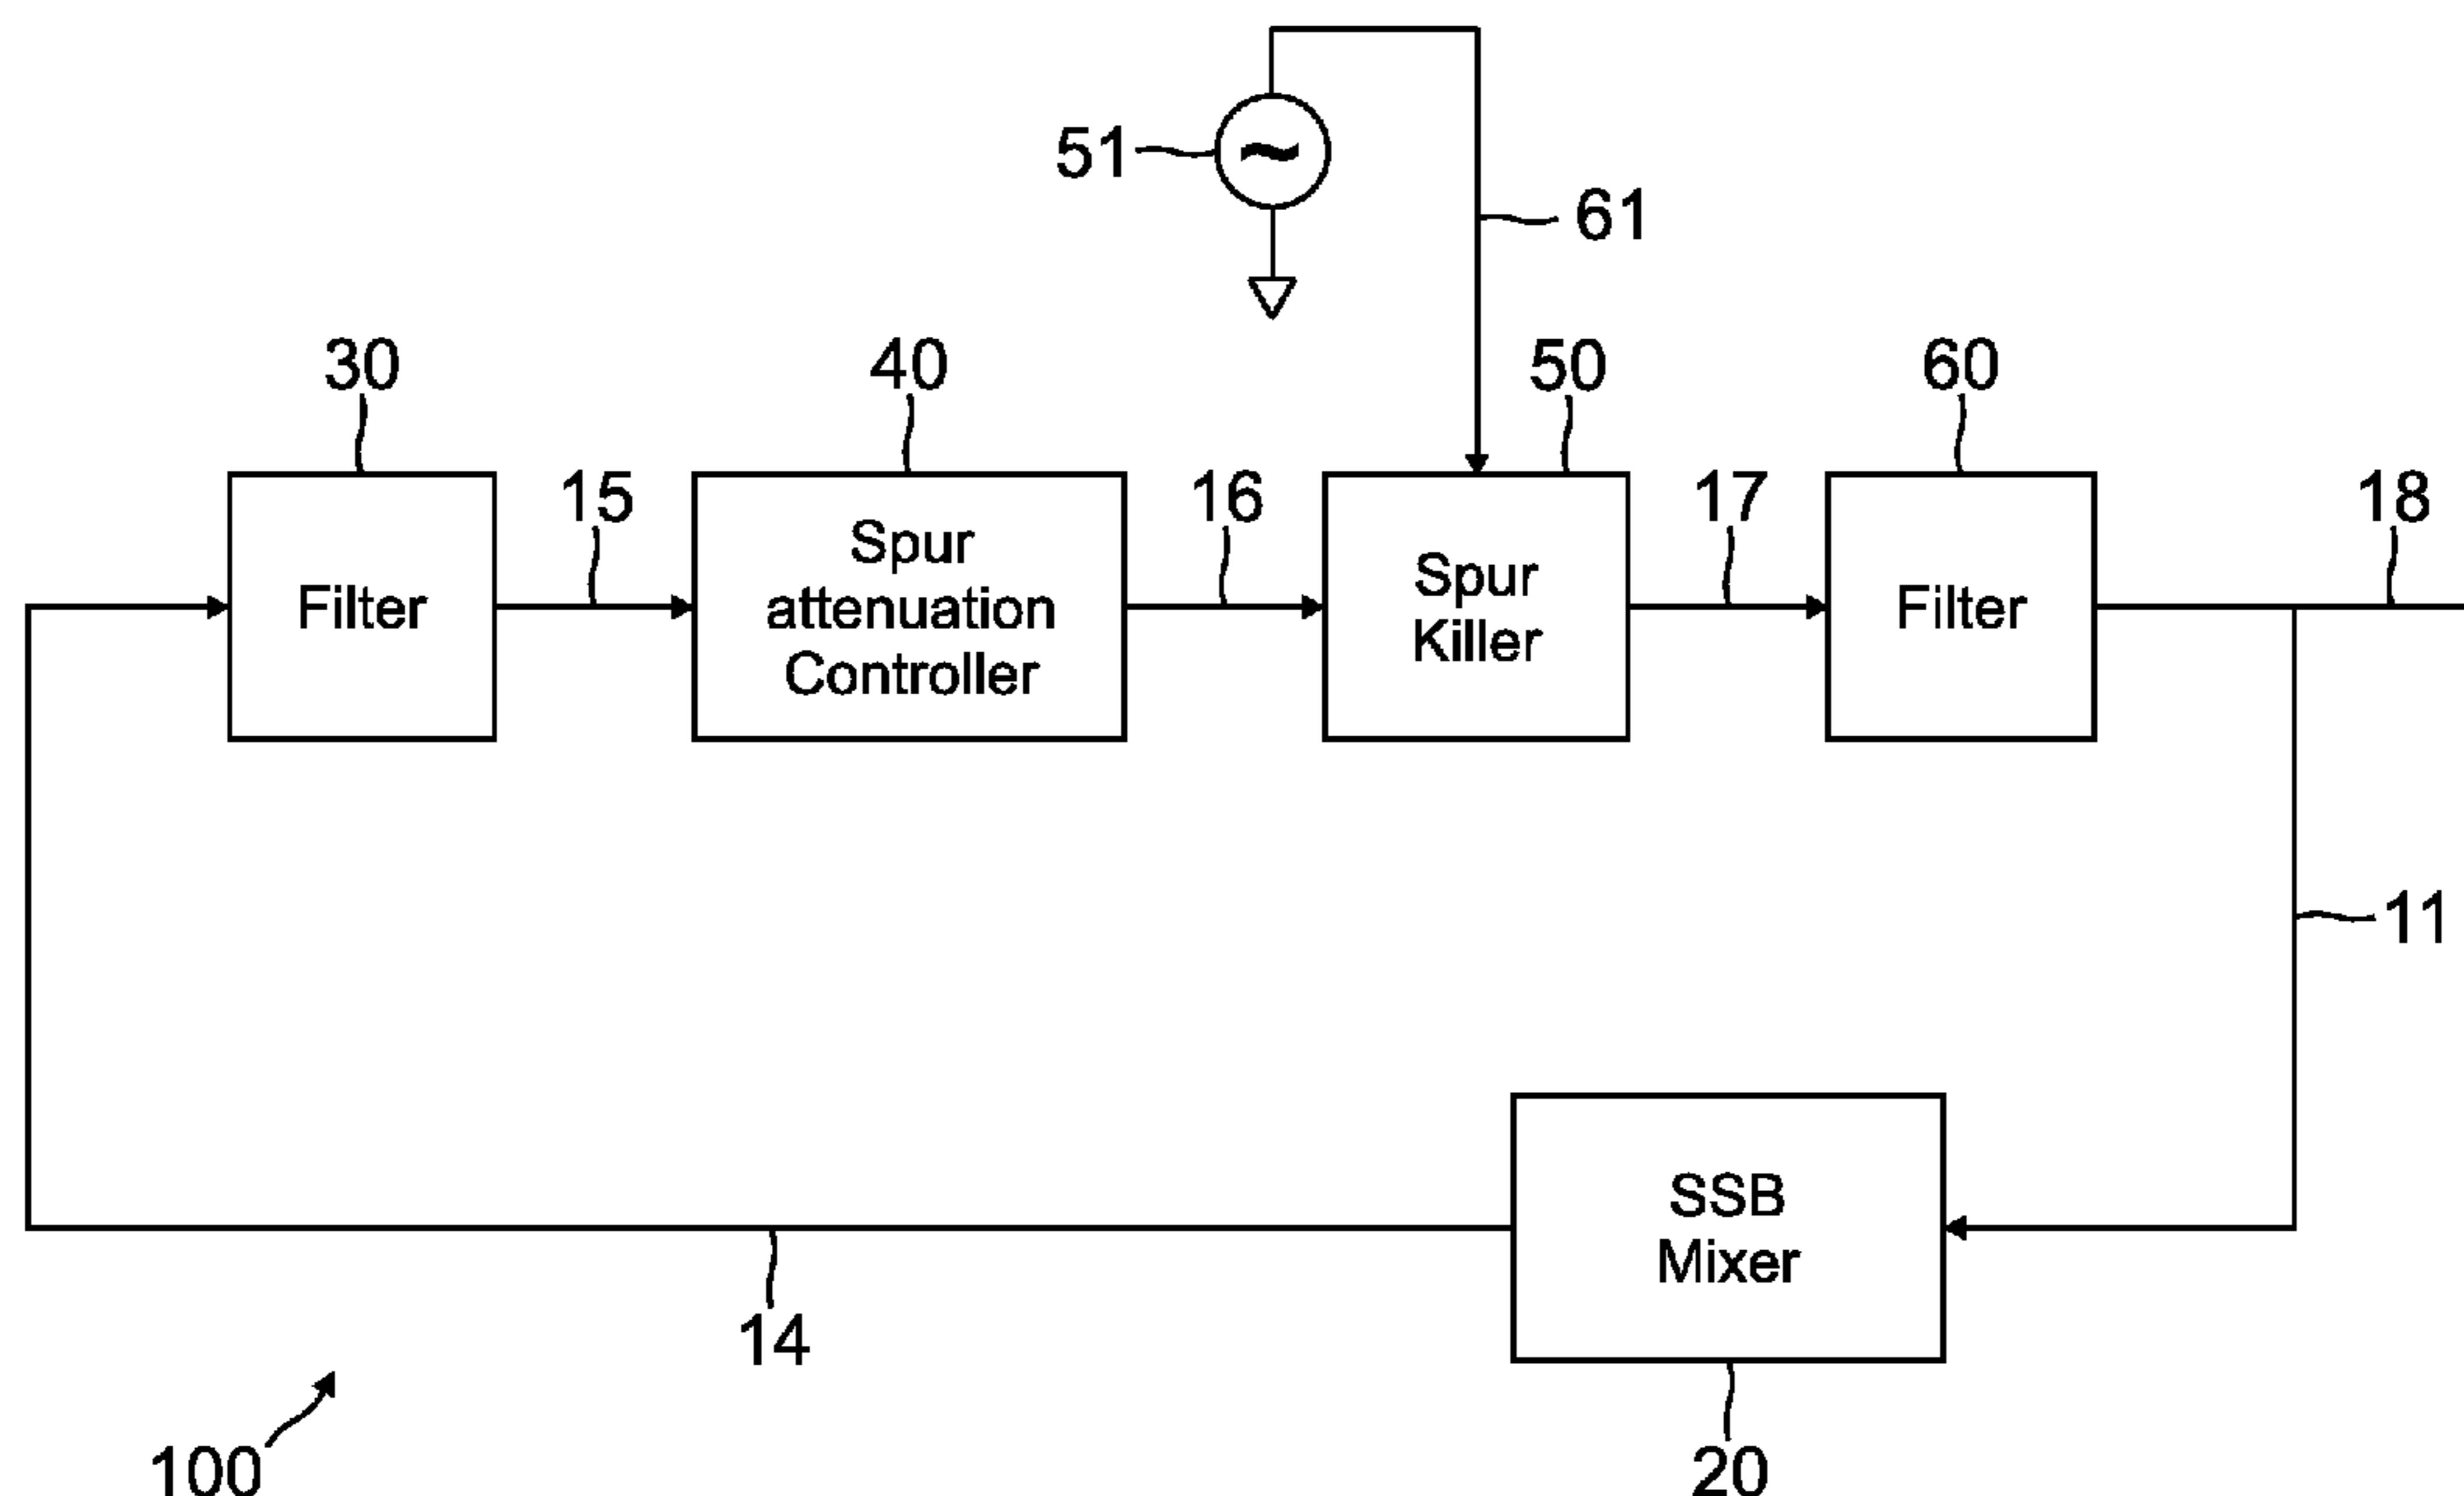 51
61
30
40
50
60
15
16
17
18
Filter
Spur
attenuation
Controller
Spur
Killer
Filter
11
SSB
Mixer
14
100
20